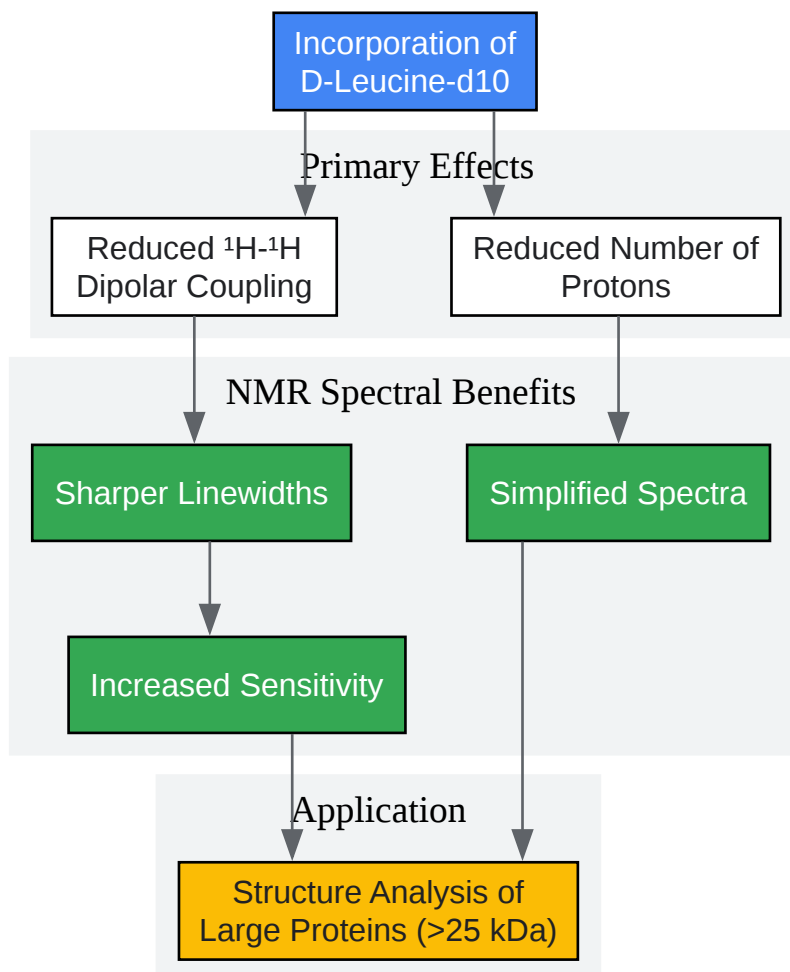 Incorporation of
D-Leucine-d10
Primary Effects
Reduced ¹H-¹H
Dipolar Coupling
Reduced Number of
Protons
NMR Spectral Benefits
Sharper Linewidths
Simplified Spectra
Increased Sensitivity
Application
Structure Analysis of
Large Proteins (>25 kDa)